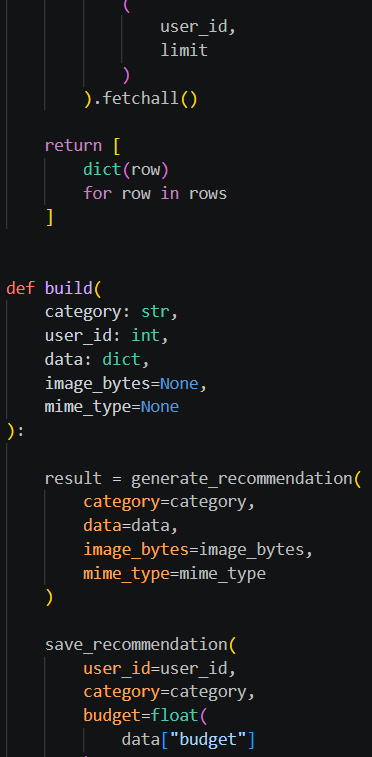 (
user_id,
limit
)
).fetchall()
return [
dict(row)
for row in rows
]
def build(
category: str,
user_id: int,
data: dict,
image_bytes=None,
mime_type=None
):
result = generate_recommendation(
category=category,
data=data,
image_bytes=image_bytes,
mime_type=mime_type
)
save_recommendation(
user_id=user_id,
category=category,
budget=float(
data["budget"]